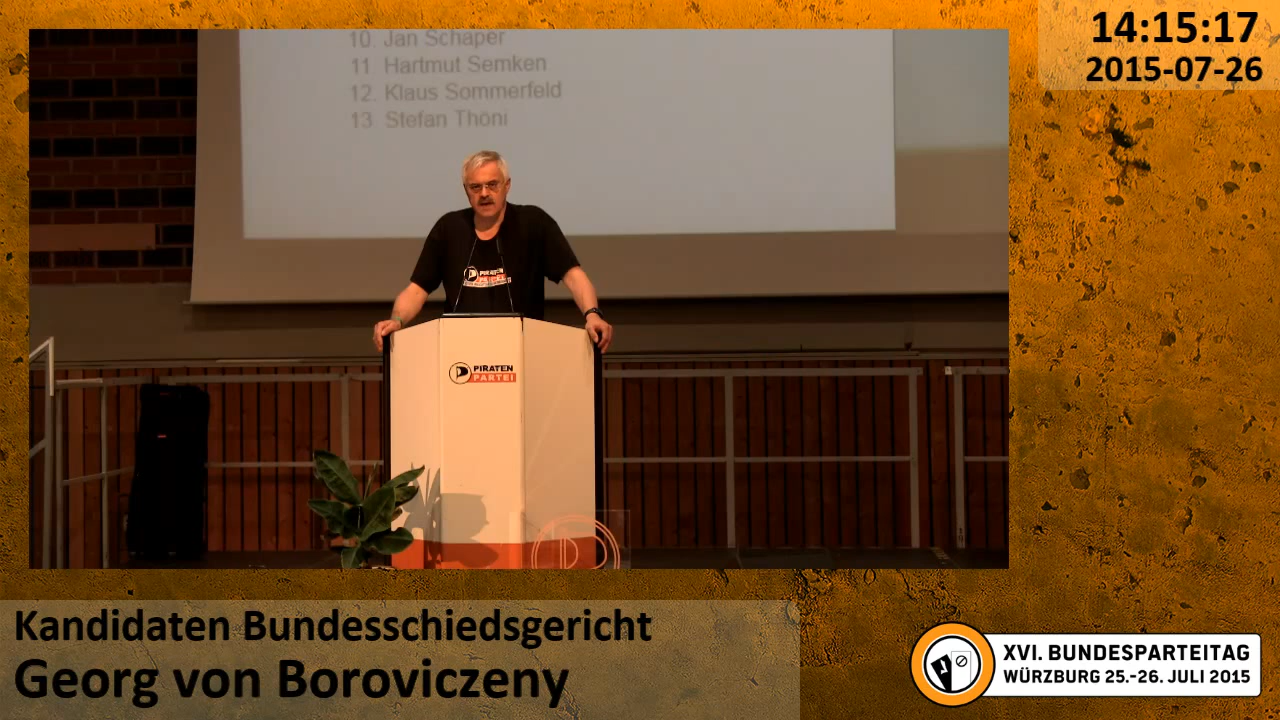 14:15:17
2015-07-26
10. Jan Schaper
11 Hartmut Semken
12. Klaus Sommerfeld
13 Stefan Thöni
PIRATEN
PIRATEN
PARTEI
Kandidaten Bundesschiedsgericht
Georg von Boroviczeny
XVI. BUNDESPARTEITAG
WÜRZBURG 25.-26. JULI 2015